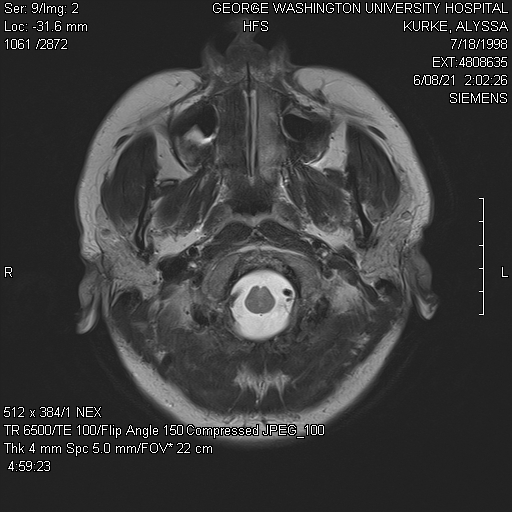 Ser: 9/Img: 2
Loc: -31.6 mm
1061 /2872
GEORGE WASHINGTON UNIVERSITY HOSPITAL
HFS
KURKE, ALYSSA
7/18/1998
EXT:4808635
6/08/21 2:02:26
SIEMENS
R
L
512 x 384/1 NEX
TR 6500/TE 100/Flip Angle 150 Compressed JPEG_100
Thk 4 mm Spc 5.0 mm/FOV* 22 cm
4:59:23